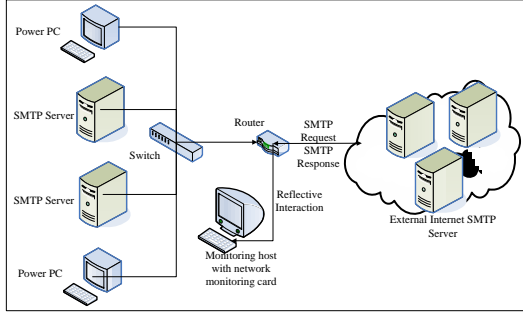 Power PC
SMTP Server
SMTP Server
Power PC
Switch
Router
SMTP
Request
SMTP
Response
Reflective
Interaction
Monitoring host
with network
monitoring card
External Internet SMTP
Server